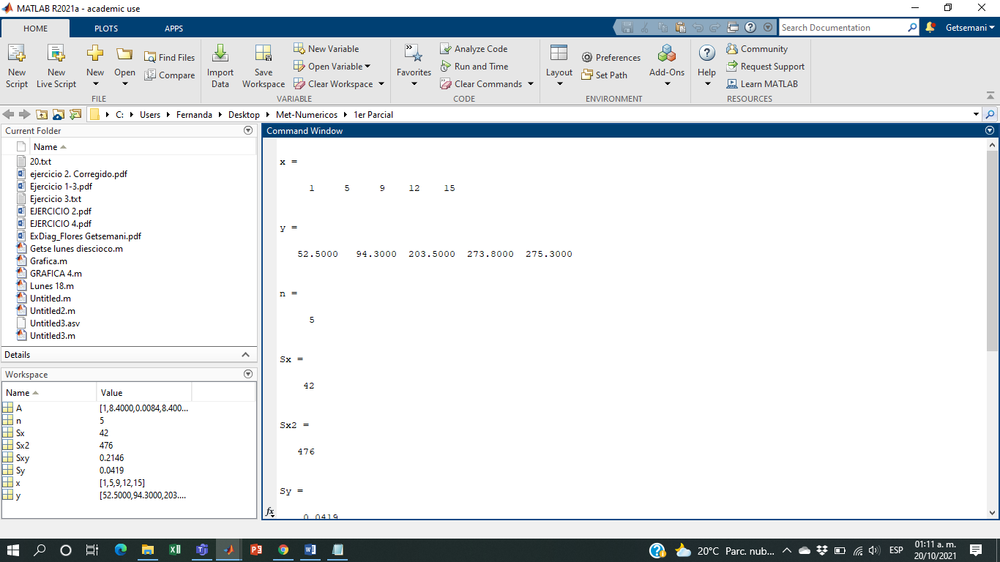 MATLAB R2021a - academic use
HOME PLOTS APPS
Search Documentation
Getsemani
New Script
New Live Script
New
Open
Find Files
Compare
FILE
Import Data
Save Workspace
New Variable
Open Variable
Clear Workspace
VARIABLE
Favorites
Analyze Code
Run and Time
Clear Commands
CODE
Layout
Preferences
Set Path
Add-Ons
ENVIRONMENT
Help
Community
Request Support
Learn MATLAB
RESOURCES
C: Users Fernanda Desktop Met-Numericos 1er Parcial
Current Folder
Name
20.txt
ejercicio 2. Corregido.pdf
Ejercicio 1-3.pdf
Ejercicio 3.txt
EJERCICIO 2.pdf
EJERCICIO 4.pdf
ExDiag_Flores Getsemani.pdf
Getse lunes diescioco.m
Grafica.m
GRAFICA 4.m
Lunes 18.m
Untitled.m
Untitled2.m
Untitled3.asv
Untitled3.m
Details
Workspace
Name Value
A [1,8.4000,0.0084,8.400...
n 5
Sx 42
Sx2 476
Sxy 0.2146
Sy 0.0419
x [1,5,9,12,15]
y [52.5000,94.3000,203....
Command Window
x =
1 5 9 12 15
y =
52.5000 94.3000 203.5000 273.8000 275.3000
n =
5
Sx =
42
Sx2 =
476
Sy =
0.0419
fx
20°C Parc. nub...
ESP
01:11 a. m.
20/10/2021